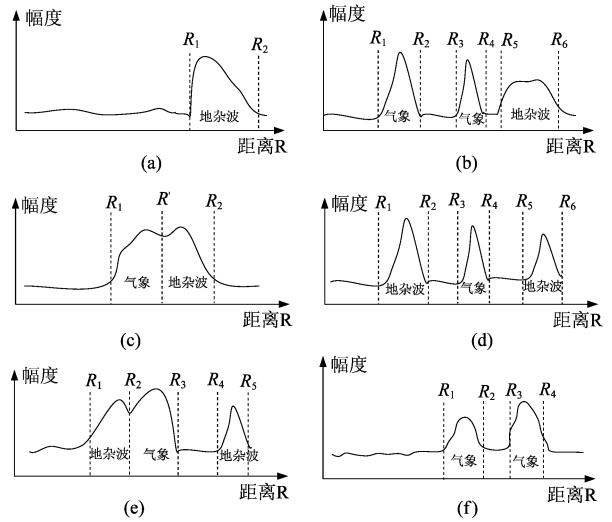 幅度
R1 R2
地杂波
距离R
(a)
幅度
R1 R2 R3 R4 R5 R6
气象 气象 地杂波
距离R
(b)
幅度
R1 R' R2
气象 地杂波
距离R
(c)
幅度
R1 R2 R3 R4 R5 R6
地杂波 气象 地杂波
距离R
(d)
幅度
R1 R2 R3 R4 R5
地杂波 气象 地杂波
距离R
(e)
幅度
R1 R2 R3 R4
气象 气象
距离R
(f)